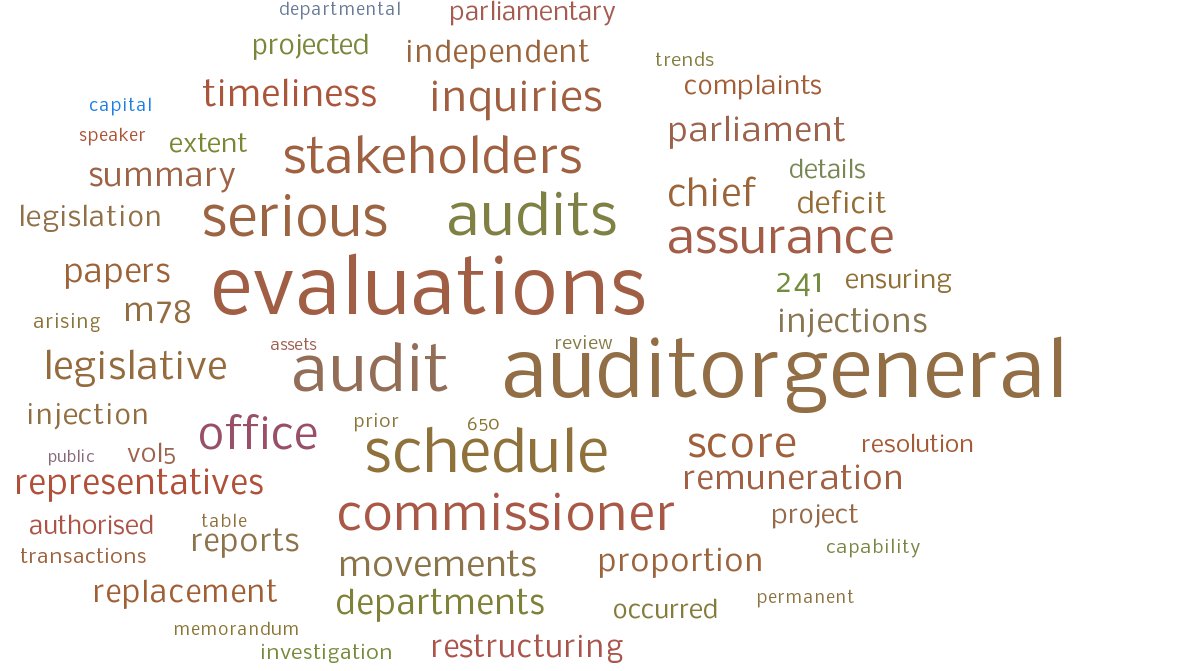 departmental
parliamentary
projected
independent
trends
timeliness
inquiries
complaints
capital
speaker
extent
parliament
summary
stakeholders
details
legislation
serious
audits
chief
deficit
assurance
papers
evaluations
241
ensuring
m78
arising
injections
legislative
assets
audit
review
auditorgeneral
injection
office
prior
650
public
vol5
schedule
score
resolution
representatives
remuneration
authorised
table
commissioner
project
reports
transactions
movements
proportion
capability
replacement
departments
occurred
permanent
memorandum
investigation
restructuring